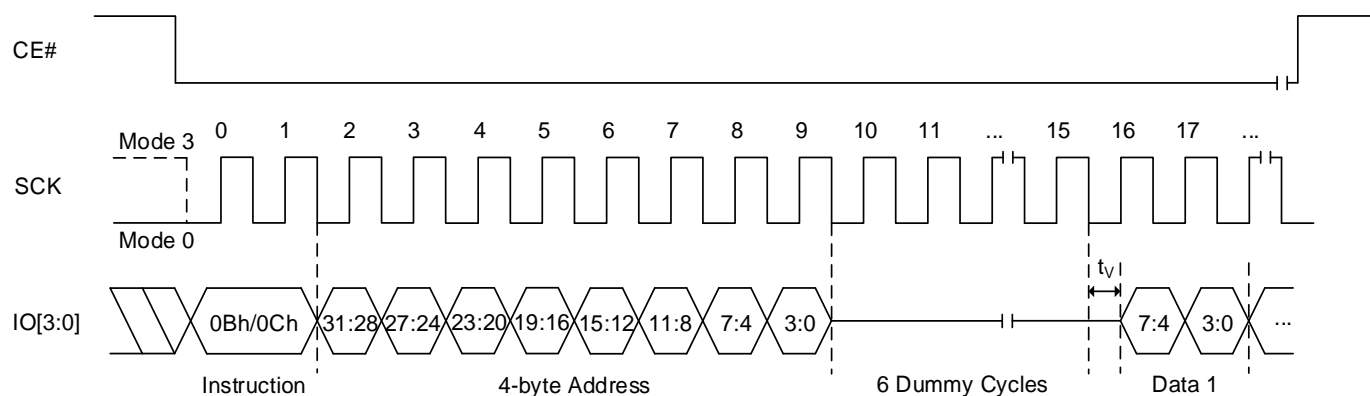 CE#
0 1 2 3 4 5 6 7 8 9 10 11 ... 15 16 17 ...
Mode 3
SCK
Mode 0
tV
IO[3:0] 0Bh/0Ch 31:28 27:24 23:20 19:16 15:12 11:8 7:4 3:0 7:4 3:0 ...
Instruction 4-byte Address 6 Dummy Cycles Data 1